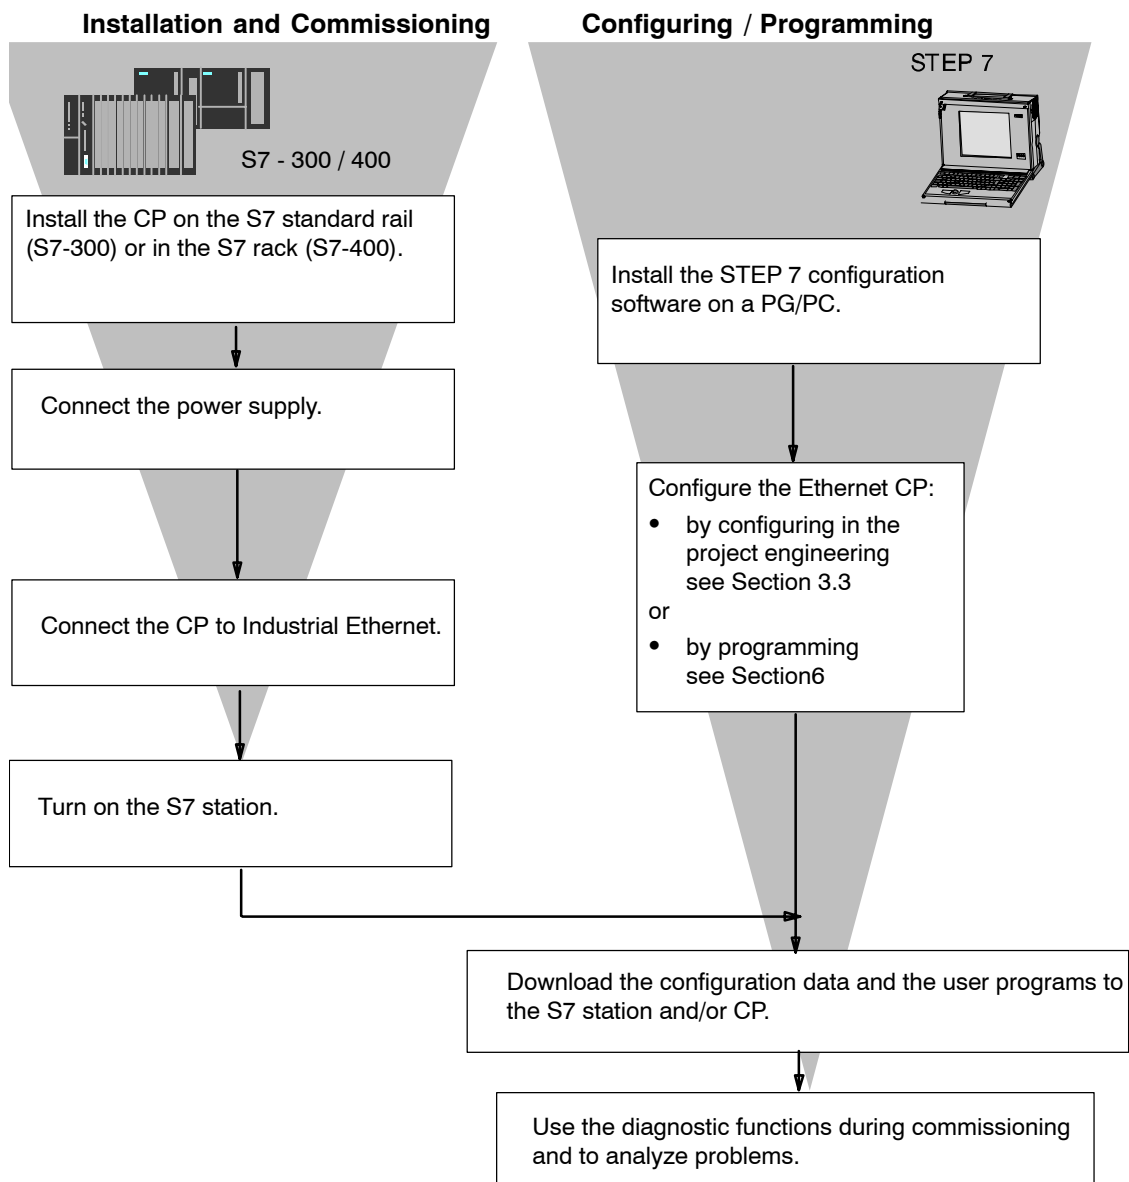 Installation and Commissioning
S7 - 300 / 400
Install the CP on the S7 standard rail
(S7-300) or in the S7 rack (S7-400).
Connect the power supply.
Connect the CP to Industrial Ethernet.
Turn on the S7 station.
Configuring / Programming
STEP 7
Install the STEP 7 configuration
software on a PG/PC.
Configure the Ethernet CP:
• by configuring in the
project engineering
see Section 3.3
or
• by programming
see Section6
Download the configuration data and the user programs to
the S7 station and/or CP.
Use the diagnostic functions during commissioning
and to analyze problems.